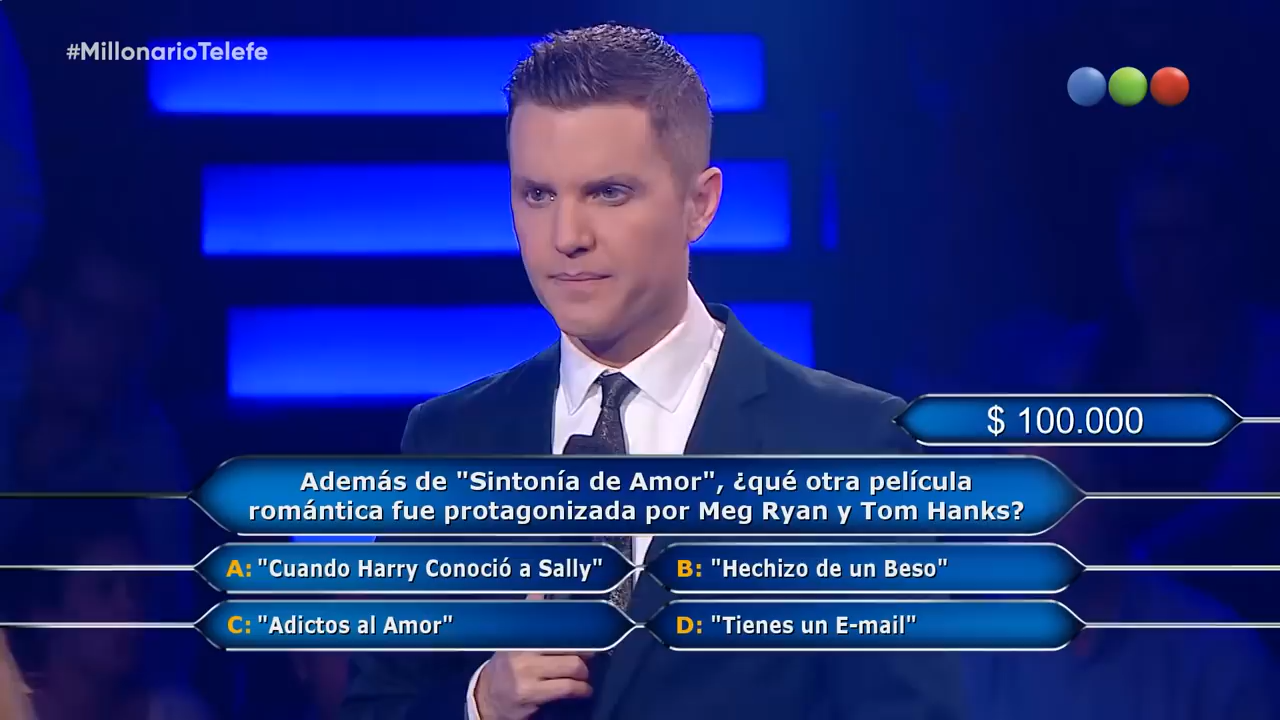 #MillonarioTelefe
$ 100.000
Además de "Sintonía de Amor", ¿qué otra película
romántica fue protagonizada por Meg Ryan y Tom Hanks?
A: "Cuando Harry Conoció a Sally"
B: "Hechizo de un Beso"
C: "Adictos al Amor"
D: "Tienes un E-mail"